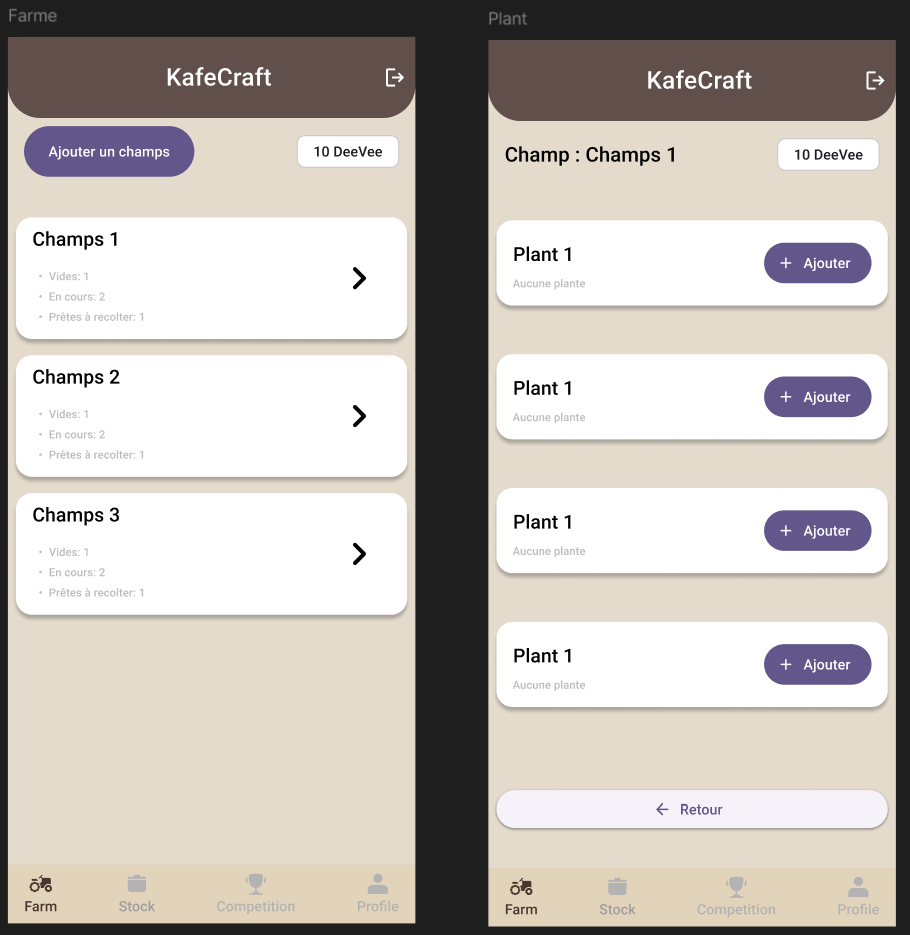 Farme
KafeCraft
Ajouter un champs
10 DeeVee
Champs 1
• Vides: 1
• En cours: 2
• Prêtes à recolter: 1
Champs 2
• Vides: 1
• En cours: 2
• Prêtes à recolter: 1
Champs 3
• Vides: 1
• En cours: 2
• Prêtes à recolter: 1
Farm
Stock
Competition
Profile
Plant
KafeCraft
Champ : Champs 1
10 DeeVee
Plant 1
Aucune plante
+ Ajouter
Plant 1
Aucune plante
+ Ajouter
Plant 1
Aucune plante
+ Ajouter
Plant 1
Aucune plante
+ Ajouter
Retour
Farm
Stock
Competition
Profile